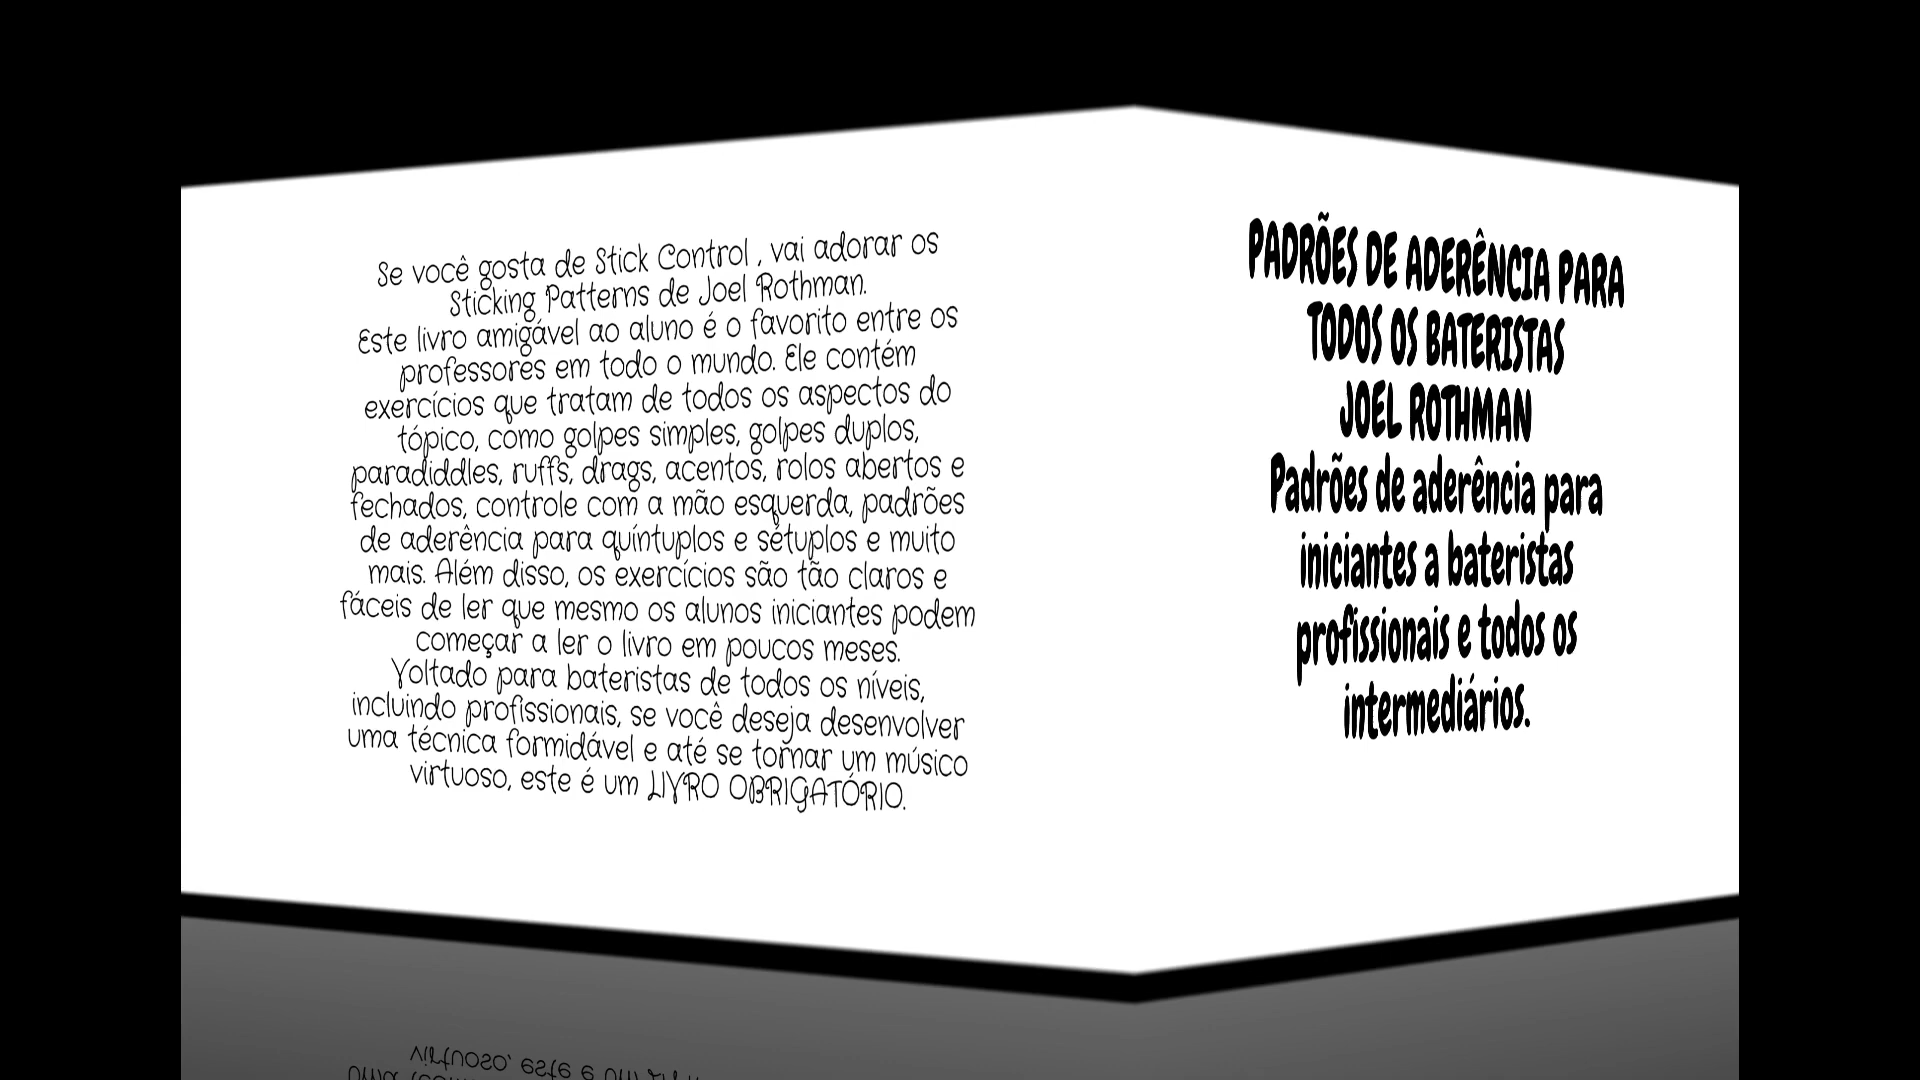 Se você gosta de Stick Control , vai adorar os
Sticking Patterns de Joel Rothman.
Este livro amigável ao aluno é o favorito entre os
professores em todo o mundo. Ele contém
exercícios que tratam de todos os aspectos do
tópico, como golpes simples, golpes duplos,
paradiddles, ruffs, drags, acentos, rolos abertos e
fechados, controle com a mão esquerda, padrões
de aderência para quíntuplos e sétuplos e muito
mais. Além disso, os exercícios são tão claros e
fáceis de ler que mesmo os alunos iniciantes podem
começar a ler o livro em poucos meses.
Voltado para bateristas de todos os níveis,
incluindo profissionais, se você deseja desenvolver
uma técnica formidável e até se tornar um músico
virtuoso, este é um LIVRO OBRIGATÓRIO.
PADRÕES DE ADERÊNCIA PARA
TODOS OS BATERISTAS
JOEL ROTHMAN
Padrões de aderência para
iniciantes a bateristas
profissionais e todos os
intermediários.